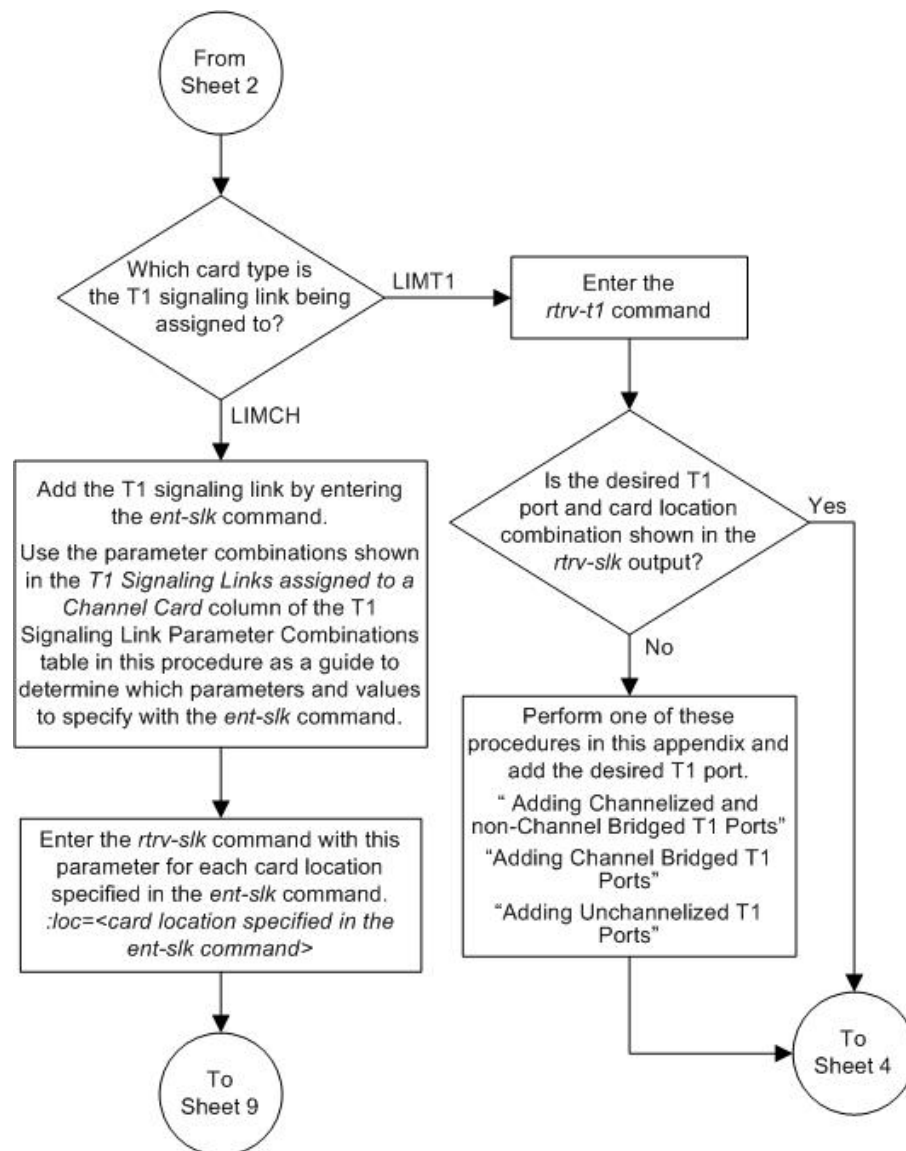 From
Sheet 2
Which card type is
the T1 signaling link being
assigned to?
LIMT1
Enter the
rtrv-t1 command
LIMCH
Add the T1 signaling link by entering
the ent-slk command.
Use the parameter combinations shown
in the T1 Signaling Links assigned to a
Channel Card column of the T1
Signaling Link Parameter Combinations
table in this procedure as a guide to
determine which parameters and values
to specify with the ent-slk command.
Is the desired T1
port and card location
combination shown in the
rtrv-slk output?
Yes
No
Perform one of these
procedures in this appendix and
add the desired T1 port.
“ Adding Channelized and
non-Channel Bridged T1 Ports”
“Adding Channel Bridged T1
Ports”
“Adding Unchannelized T1
Ports”
Enter the rtrv-slk command with this
parameter for each card location
specified in the ent-slk command.
:loc=<card location specified in the
ent-slk command>
To
Sheet 4
To
Sheet 9